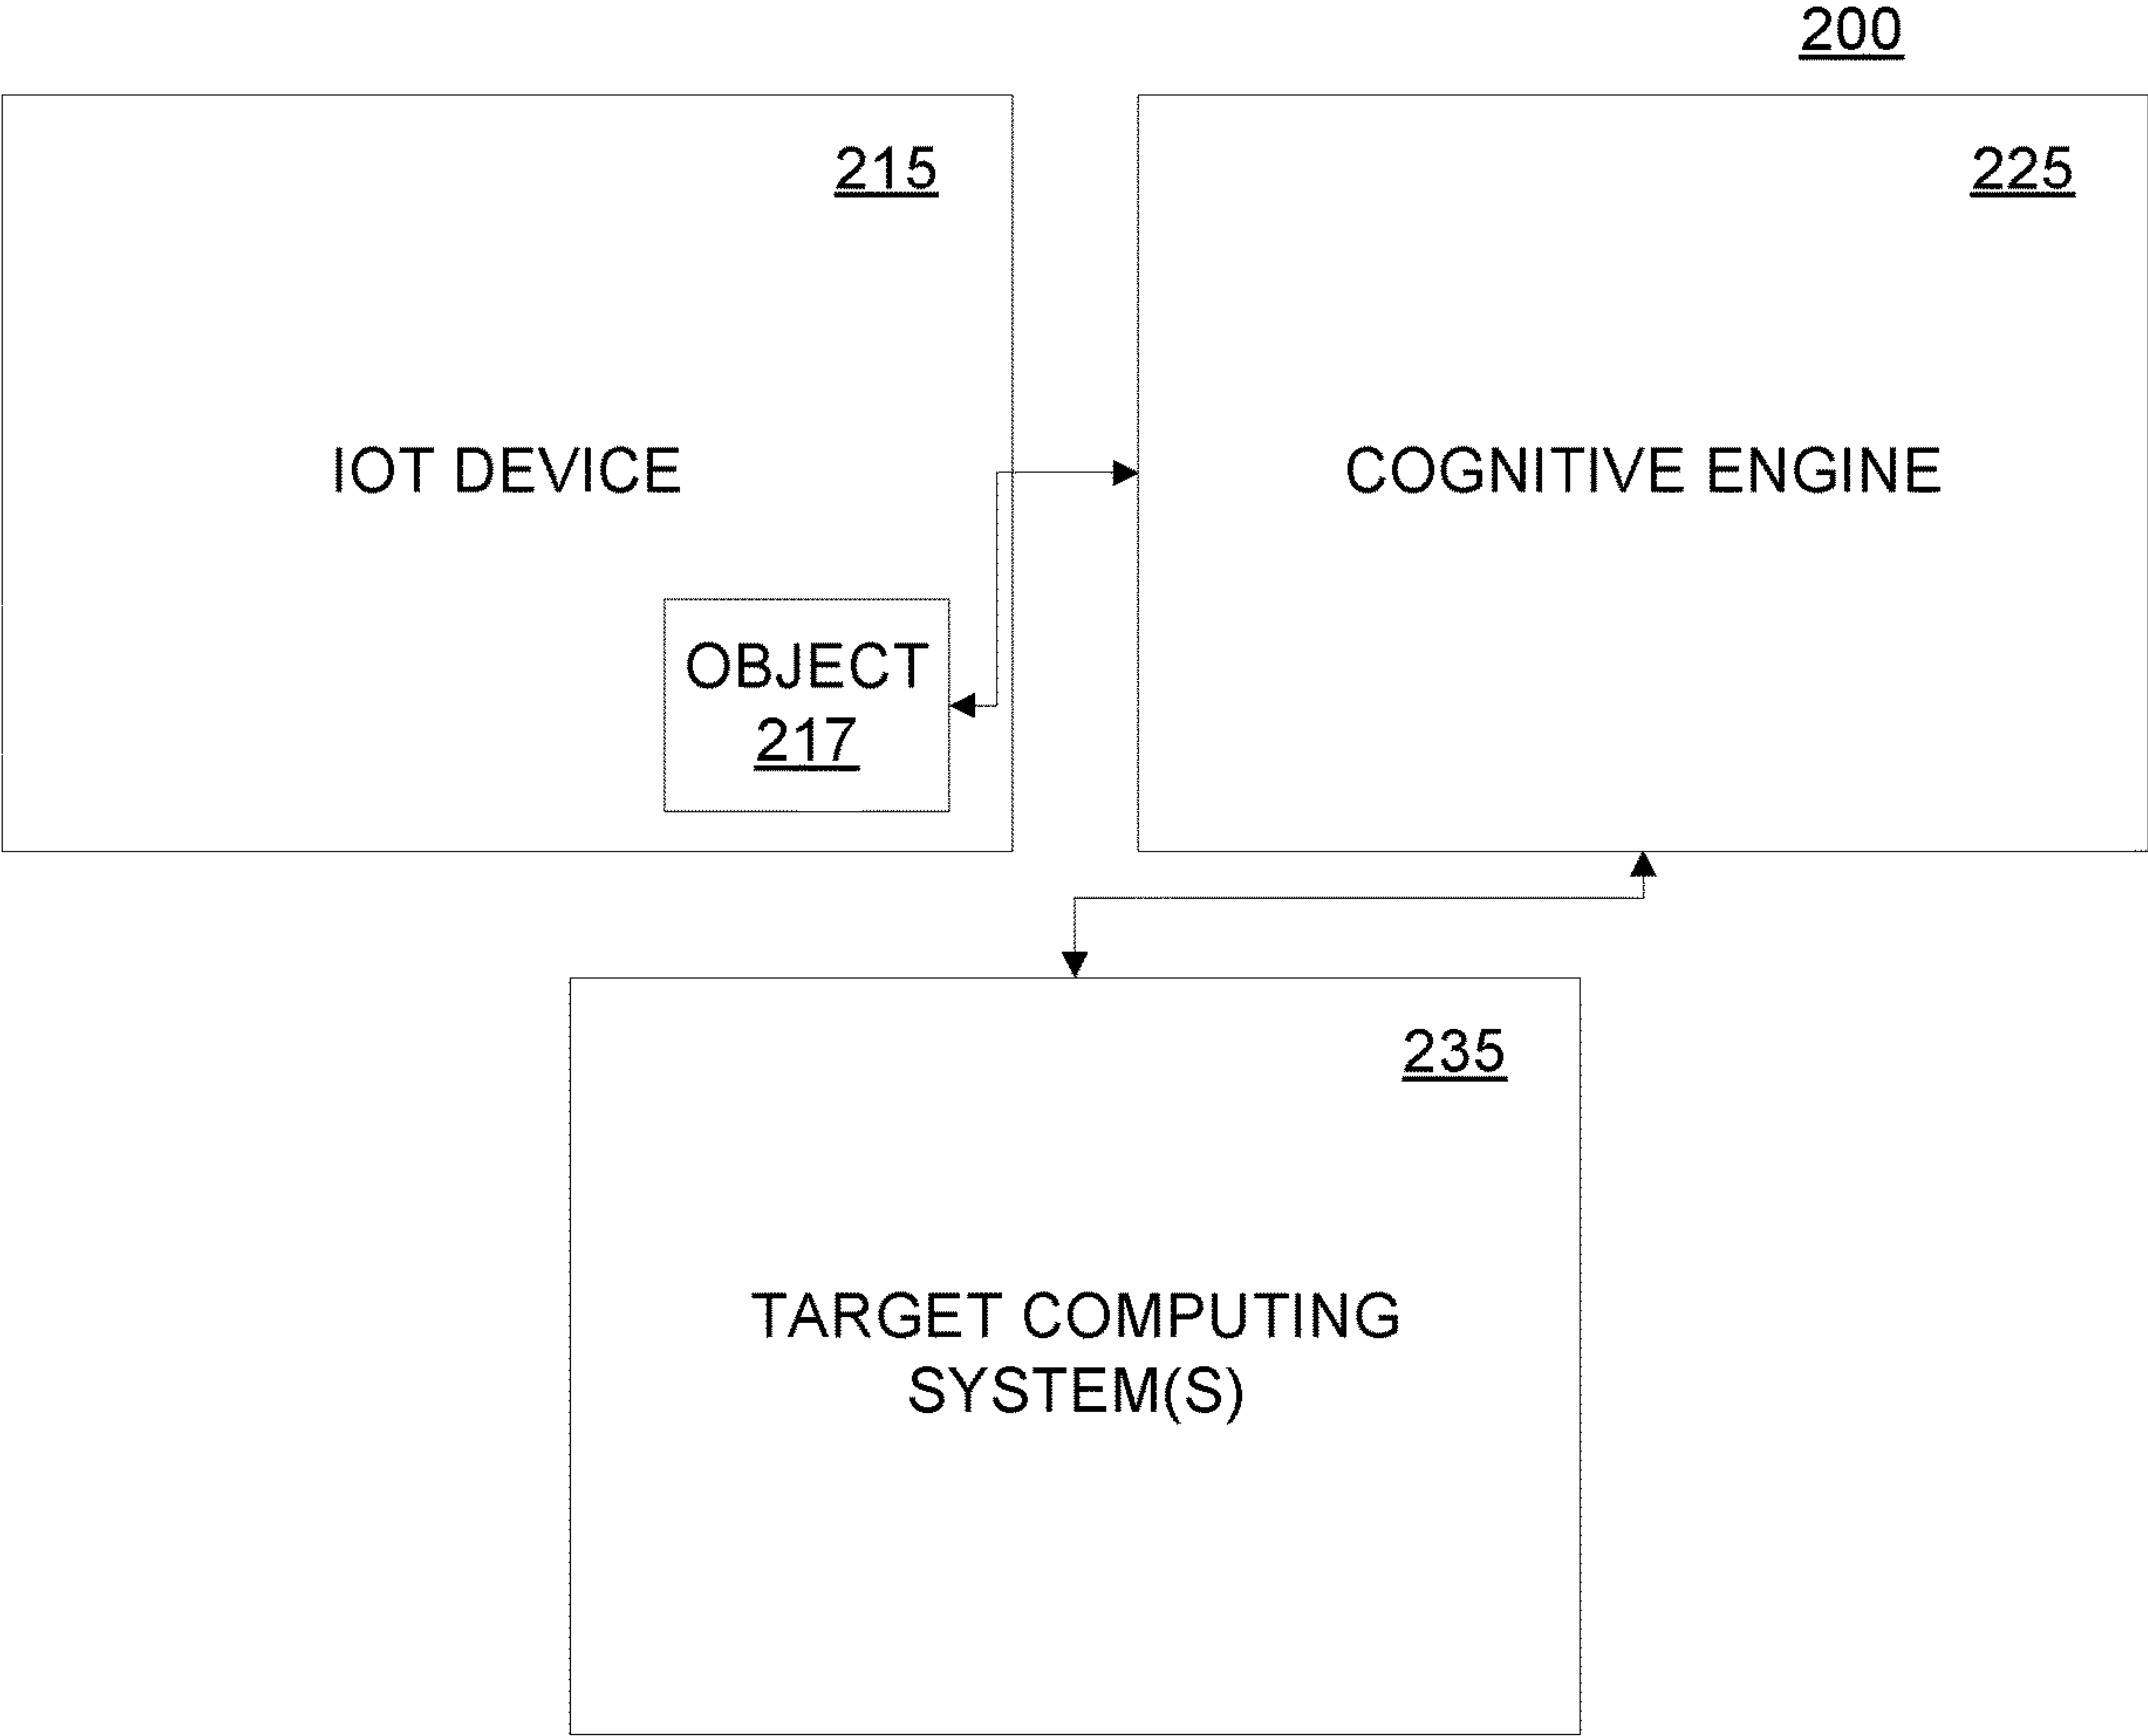 200
215
225
IOT DEVICE
COGNITIVE ENGINE
OBJECT
217
235
TARGET COMPUTING
SYSTEM(S)